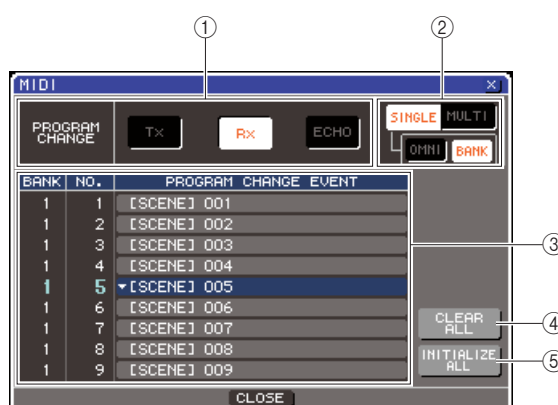 ① ②
MIDI ×
PROGRAM CHANGE Tx Rx ECHO
SINGLE MULTI
OMNI BANK
BANK NO. PROGRAM CHANGE EVENT
1 1 [SCENE] 001
1 2 [SCENE] 002
1 3 [SCENE] 003
1 4 [SCENE] 004
1 5 [SCENE] 005
1 6 [SCENE] 006
1 7 [SCENE] 007
1 8 [SCENE] 008
1 9 [SCENE] 009
③
CLEAR ALL ④
INITIALIZE ALL ⑤
CLOSE